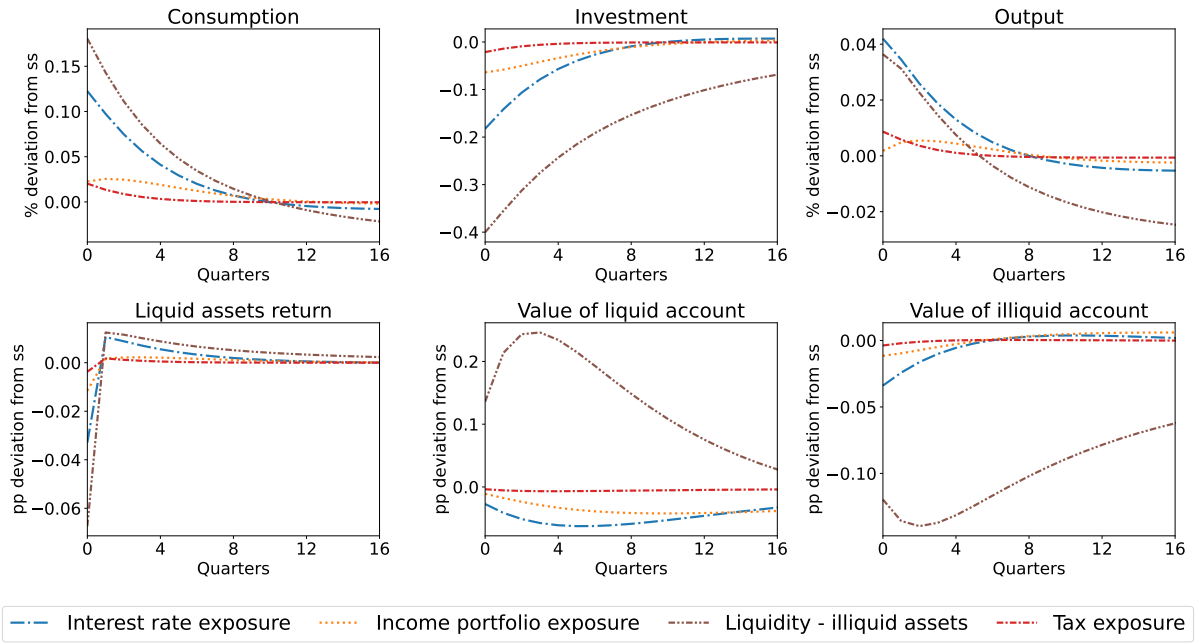 Consumption
Investment
Output
% deviation from ss
0.15
0.10
0.05
0.00
0 4 8 12 16
Quarters
0.0
−0.1
−0.2
−0.3
−0.4
0 4 8 12 16
Quarters
% deviation from ss
0.04
0.02
0.00
−0.02
0 4 8 12 16
Quarters
Liquid assets return
Value of liquid account
Value of illiquid account
pp deviation from ss
0.00
−0.02
−0.04
−0.06
0 4 8 12 16
Quarters
pp deviation from ss
0.2
0.1
0.0
0 4 8 12 16
Quarters
pp deviation from ss
0.00
−0.05
−0.10
0 4 8 12 16
Quarters
Interest rate exposure
Income portfolio exposure
Liquidity - illiquid assets
Tax exposure